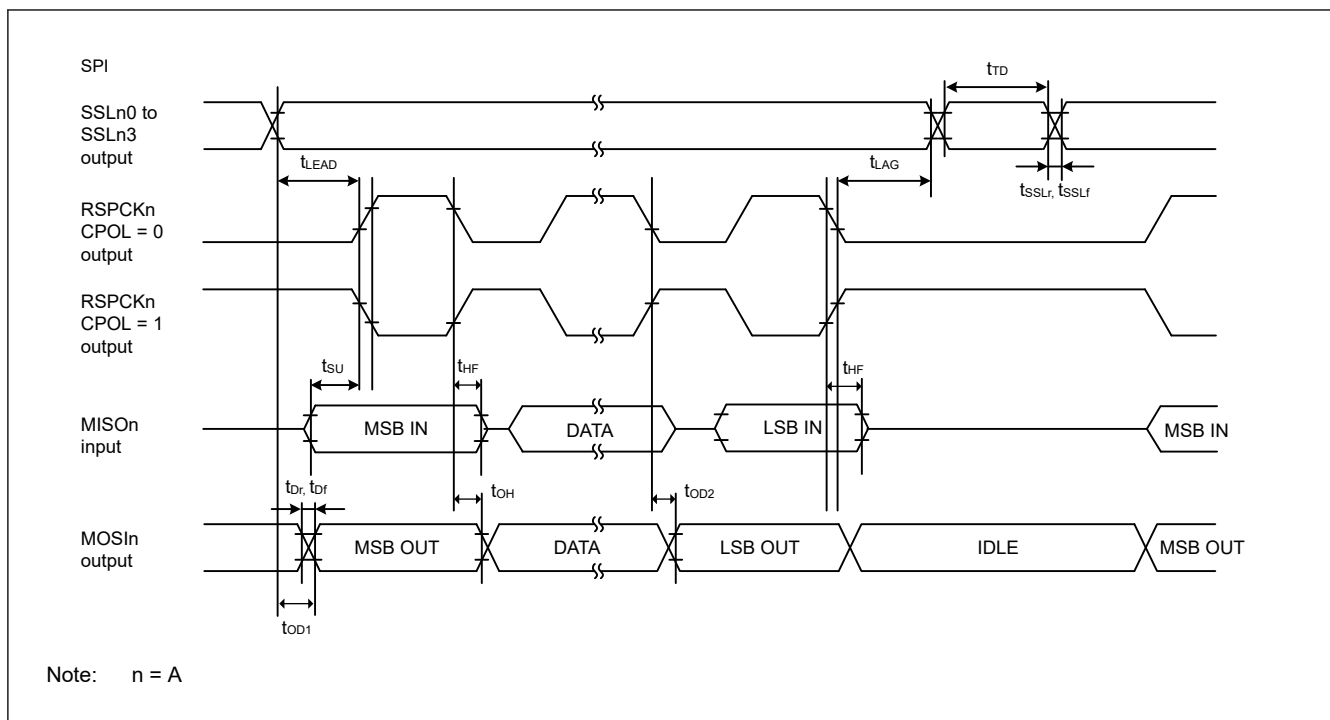 SPI
tTD
SSLn0 to
SSLn3
output
tLEAD
tLAG
tSSLr, tSSLf
RSPCKn
CPOL = 0
output
RSPCKn
CPOL = 1
output
tSU
tHF
tHF
MISOn
input
MSB IN
DATA
LSB IN
MSB IN
tDr, tDf
tOH
tOD2
MOSIn
output
MSB OUT
DATA
LSB OUT
IDLE
MSB OUT
tOD1
Note: n = A